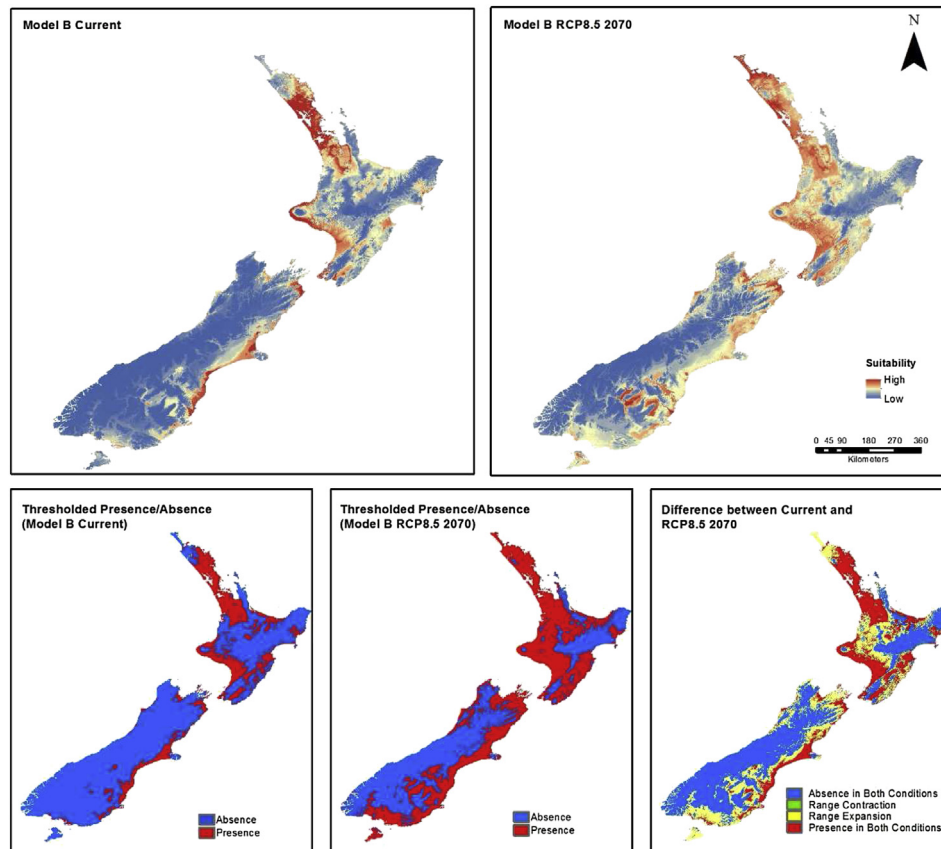 Model B Current
Model B RCP8.5 2070
N
Suitability
High
Low
0 45 90 180 270 360
Kilometers
Thresholded Presence/Absence
(Model B Current)
Absence
Presence
Thresholded Presence/Absence
(Model B RCP8.5 2070)
Absence
Presence
Difference between Current and
RCP8.5 2070
Absence in Both Conditions
Range Contraction
Range Expansion
Presence in Both Conditions